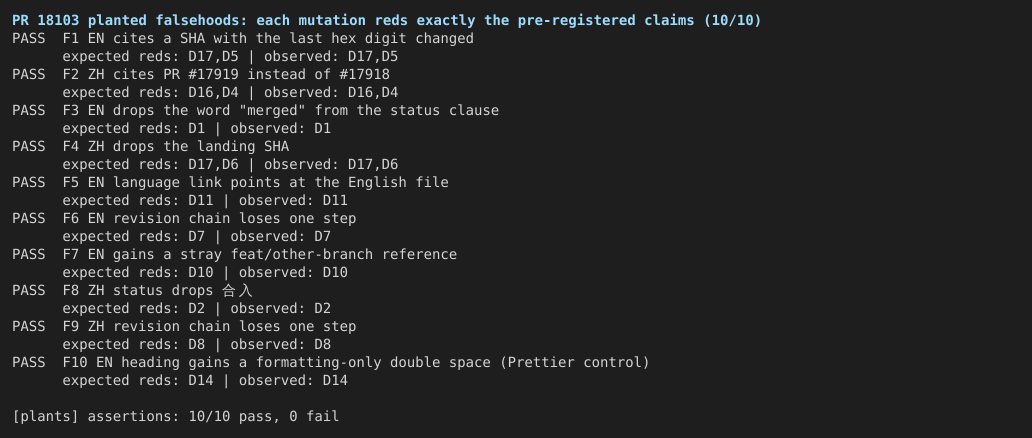 PR 18103 planted falsehoods: each mutation reds exactly the pre-registered claims (10/10)
PASS  F1 EN cites a SHA with the last hex digit changed
      expected reds: D17,D5 | observed: D17,D5
PASS  F2 ZH cites PR #17919 instead of #17918
      expected reds: D16,D4 | observed: D16,D4
PASS  F3 EN drops the word "merged" from the status clause
      expected reds: D1 | observed: D1
PASS  F4 ZH drops the landing SHA
      expected reds: D17,D6 | observed: D17,D6
PASS  F5 EN language link points at the English file
      expected reds: D11 | observed: D11
PASS  F6 EN revision chain loses one step
      expected reds: D7 | observed: D7
PASS  F7 EN gains a stray feat/other-branch reference
      expected reds: D10 | observed: D10
PASS  F8 ZH status drops 合入
      expected reds: D2 | observed: D2
PASS  F9 ZH revision chain loses one step
      expected reds: D8 | observed: D8
PASS  F10 EN heading gains a formatting-only double space (Prettier control)
      expected reds: D14 | observed: D14
[plants] assertions: 10/10 pass, 0 fail